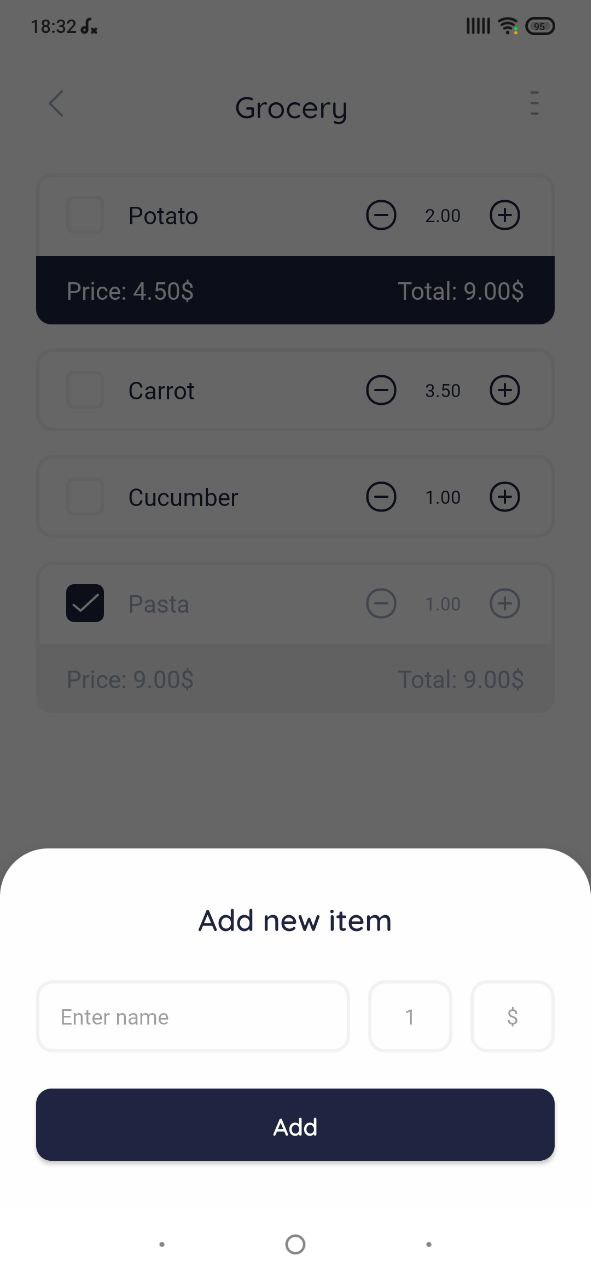 18:32 95
Grocery
Potato 2.00
Price: 4.50$ Total: 9.00$
Carrot 3.50
Cucumber 1.00
Pasta 1.00
Price: 9.00$ Total: 9.00$
Add new item
Enter name 1 $
Add